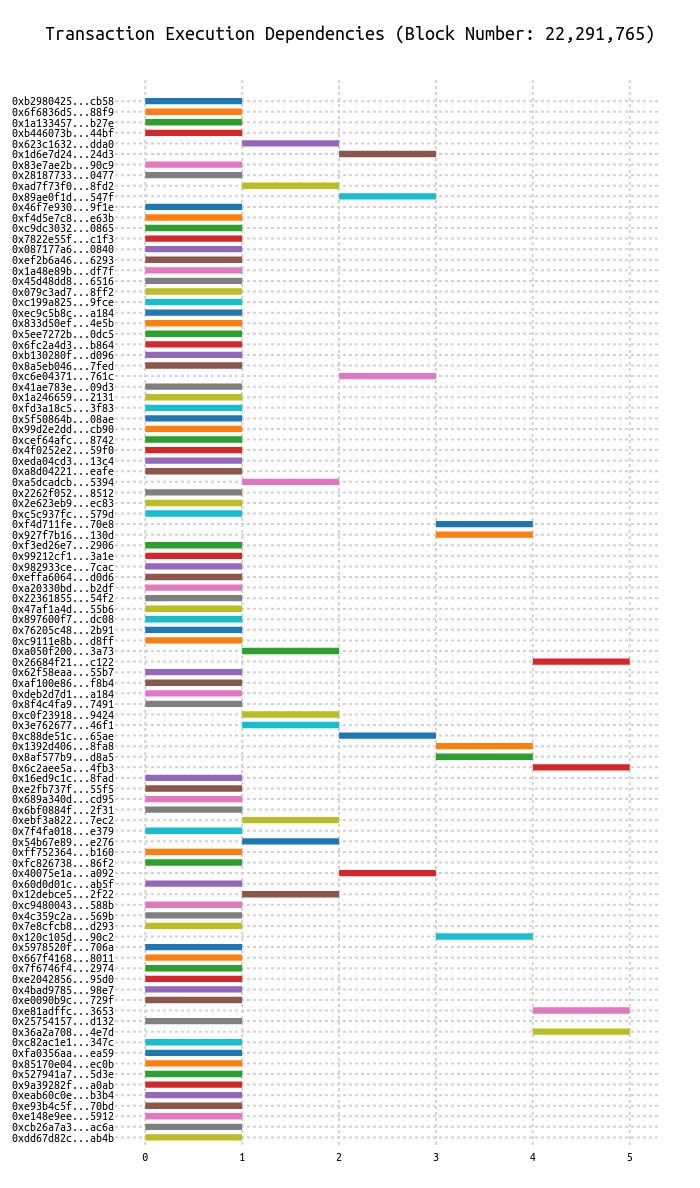 Transaction Execution Dependencies (Block Number: 22,291,765)
0xb2980425...cb58
0x6f6836d5...88f9
0x1a133457...b27e
0xb446073b...44bf
0x623c1632...dda0
0x1d6e7d24...24d3
0x83e7ae2b...90c9
0x28187733...0477
0xad7f73f0...8fd2
0x89ae0f1d...547f
0x46f7e930...9f1e
0xf4d5e7c8...e63b
0xc9dc3032...0865
0x7822e55f...c1f3
0x087177a6...0840
0xef2b6a46...6293
0x1a48e89b...df7f
0x45d48dd8...6516
0x079c3ad7...8ff2
0xc199a825...9fce
0xec9c5b8c...a184
0x833d50ef...4e5b
0x5ee7272b...0dc5
0x6fc2a4d3...b864
0xb130280f...d096
0x8a5eb046...7fed
0xc6e04371...761c
0x41ae783e...09d3
0x1a246659...2131
0xfd3a18c5...3f83
0x5f50864b...08ae
0x99d2e2dd...cb90
0xcef64afc...8742
0x4f0252e2...59f0
0xeda04cd3...13c4
0xa8d04221...eafe
0xa5dcadcb...5394
0x2262f052...8512
0x2e623eb9...ec83
0xc5c937fc...579d
0xf4d711fe...70e8
0x927f7b16...130d
0xf3ed26e7...2906
0x99212cf1...3a1e
0x982933ce...7cac
0xeffa6064...d0d6
0xa20330bd...b2df
0x22361855...54f2
0x47af1a4d...55b6
0x897600f7...dc08
0x76205c48...2b91
0xc9111e8b...d8ff
0xa050f200...3a73
0x26684f21...c122
0x62f58eaa...55b7
0xaf100e86...f8b4
0xdeb2d7d1...a184
0x8f4c4fa9...7491
0xc0f23918...9424
0x3e762677...46f1
0xc88de51c...65ae
0x1392d406...8fa8
0x8af577b9...d8a5
0x6c2aee5a...4fb3
0x16ed9c1c...8fad
0xe2fb737f...55f5
0x689a340d...cd95
0x6bf0884f...2f31
0xebf3a822...7ec2
0x7f4fa018...e379
0x54b67e89...e276
0xff752364...b160
0xfc826738...86f2
0x40075e1a...a092
0x60d0d01c...ab5f
0x12debce5...2f22
0xc9480043...588b
0x4c359c2a...569b
0x7e8cfcb8...d293
0x120c105d...90c2
0x5978520f...706a
0x667f4168...8011
0x7f6746f4...2974
0xe2042856...95d0
0x4bad9785...98e7
0xe0090b9c...729f
0xe81adffc...3653
0x25754157...d132
0x36a2a708...4e7d
0xc82ac1e1...347c
0xfa0356aa...ea59
0x85170e04...ec0b
0x527941a7...5d3e
0x9a39282f...a0ab
0xeab60c0e...b3b4
0xe93b4c5f...70bd
0xe148e9ee...5912
0xcb26a7a3...ac6a
0xdd67d82c...ab4b
0 1 2 3 4 5